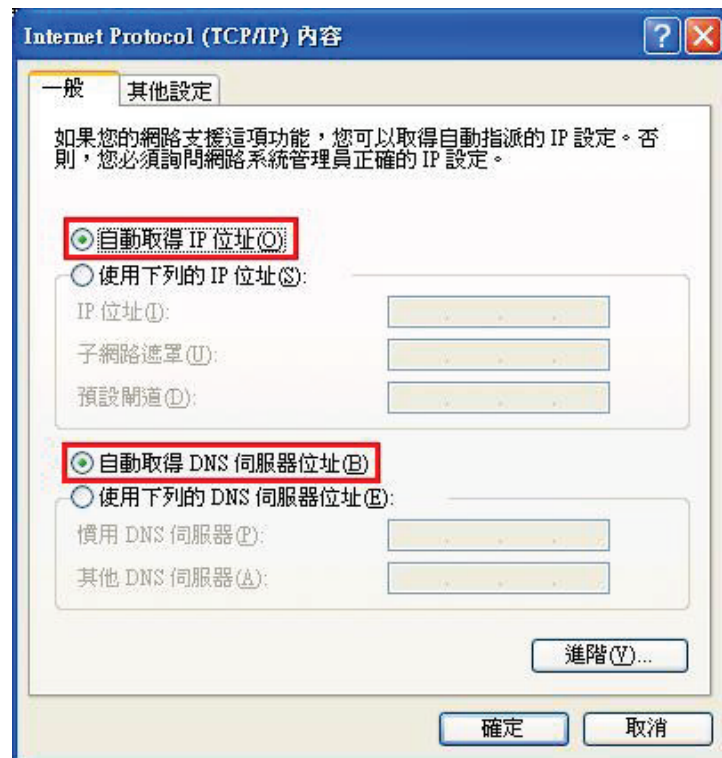 Internet Protocol (TCP/IP) 內容
一般
其他設定
如果您的網路支援這項功能，您可以取得自動指派的 IP 設定。否
則，您必須詢問網路系統管理員正確的 IP 設定。
自動取得 IP 位址(O)
使用下列的 IP 位址(S):
IP 位址(I):
子網路遮罩(U):
預設閘道(D):
自動取得 DNS 伺服器位址(B)
使用下列的 DNS 伺服器位址(E):
慣用 DNS 伺服器(P):
其他 DNS 伺服器(A):
進階(V)...
確定
取消